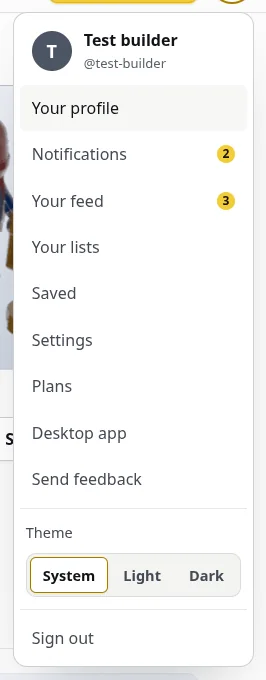 T
Test builder
@test-builder
Your profile
Notifications 2
Your feed 3
Your lists
Saved
Settings
Plans
Desktop app
Send feedback
Theme
System Light Dark
Sign out
S